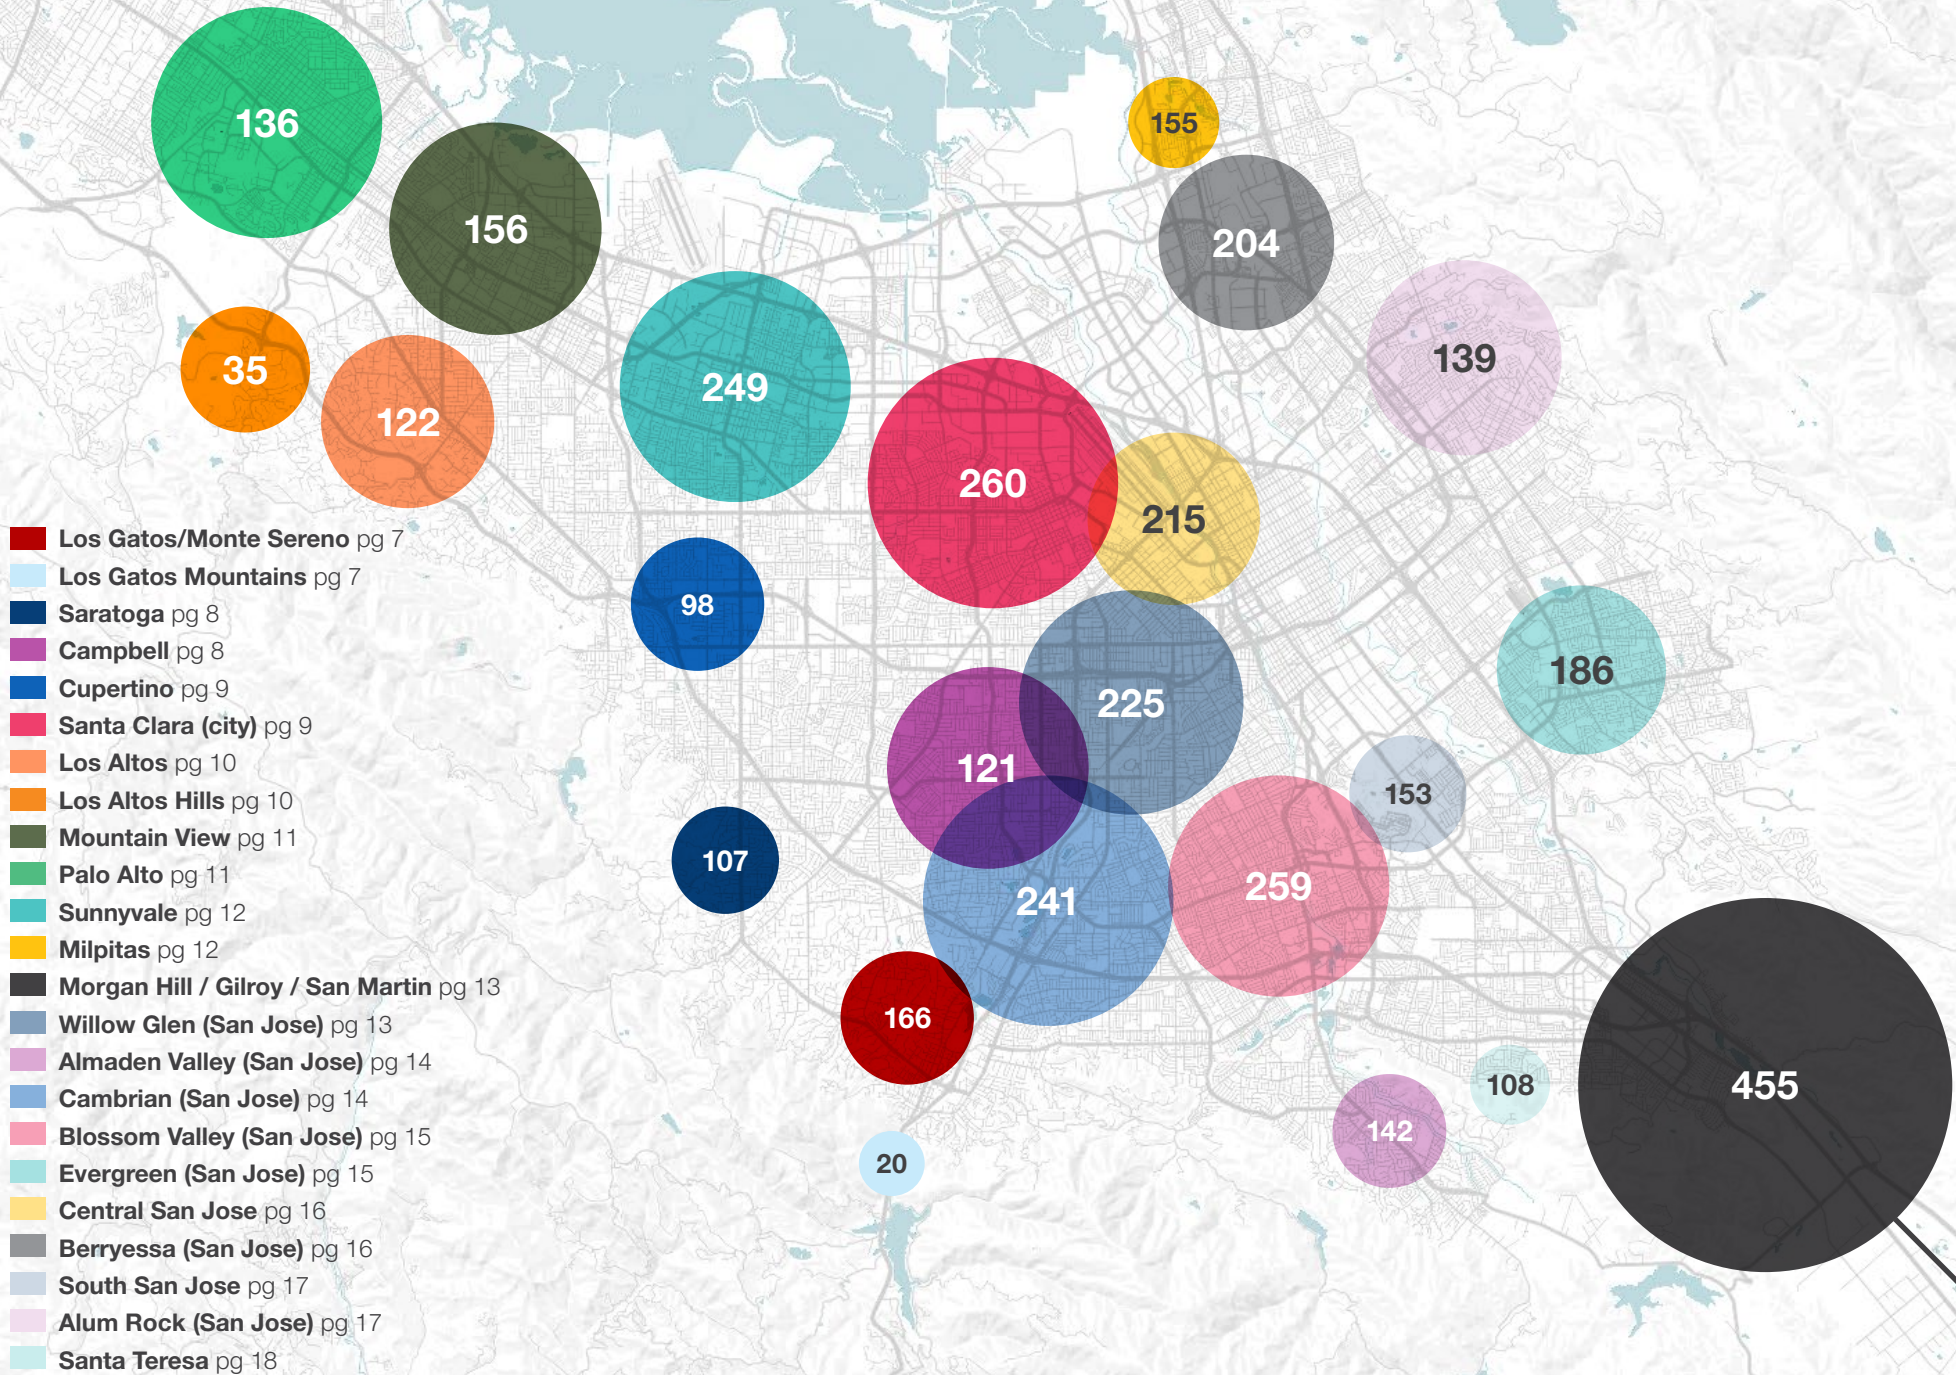 136
155
156
204
139
35
249
122
260
215
98
186
225
121
153
107
259
241
166
455
108
142
20
Los Gatos/Monte Sereno pg 7
Los Gatos Mountains pg 7
Saratoga pg 8
Campbell pg 8
Cupertino pg 9
Santa Clara (city) pg 9
Los Altos pg 10
Los Altos Hills pg 10
Mountain View pg 11
Palo Alto pg 11
Sunnyvale pg 12
Milpitas pg 12
Morgan Hill / Gilroy / San Martin pg 13
Willow Glen (San Jose) pg 13
Almaden Valley (San Jose) pg 14
Cambrian (San Jose) pg 14
Blossom Valley (San Jose) pg 15
Evergreen (San Jose) pg 15
Central San Jose pg 16
Berryessa (San Jose) pg 16
South San Jose pg 17
Alum Rock (San Jose) pg 17
Santa Teresa pg 18